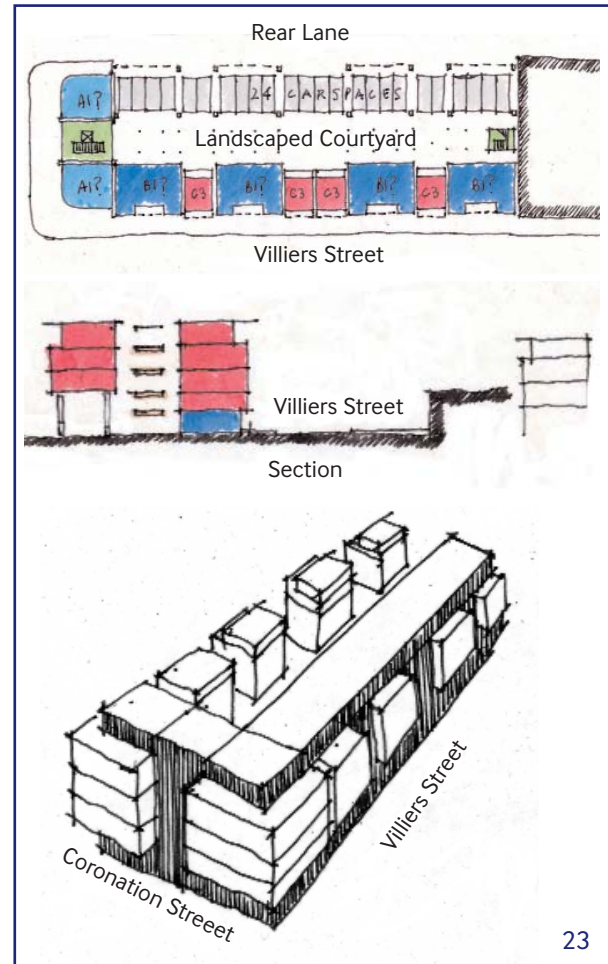 Rear Lane
A1?
24 CARSPACES
Landscaped Courtyard
A1?
B1?
C3
B1?
C3
C3
B1?
C3
B1?
Villiers Street
Villiers Street
Section
Coronation Streeet
Villiers Street
23